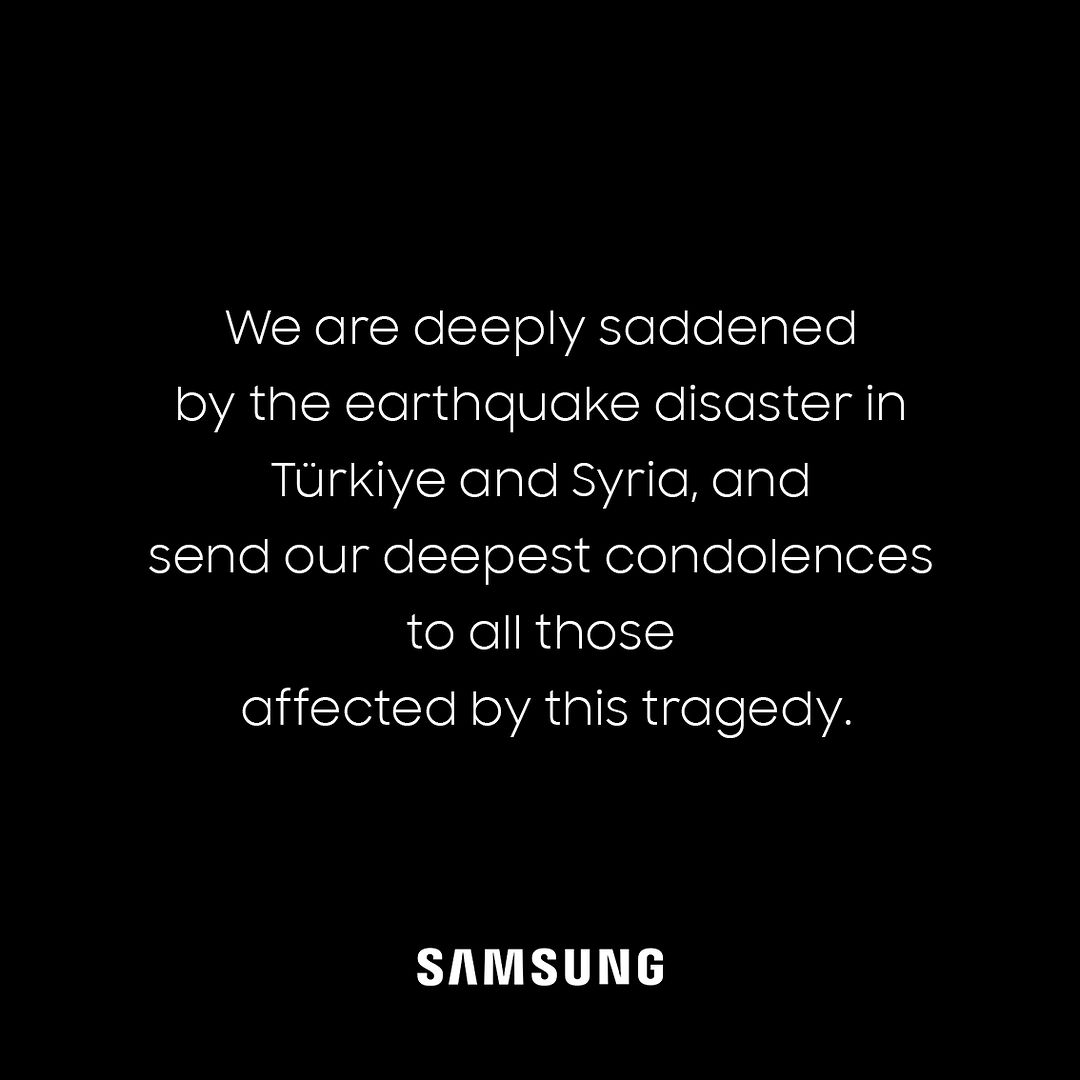 We are deeply saddened
by the earthquake disaster in
Türkiye and Syria, and
send our deepest condolences
to all those
affected by this tragedy.
SAMSUNG